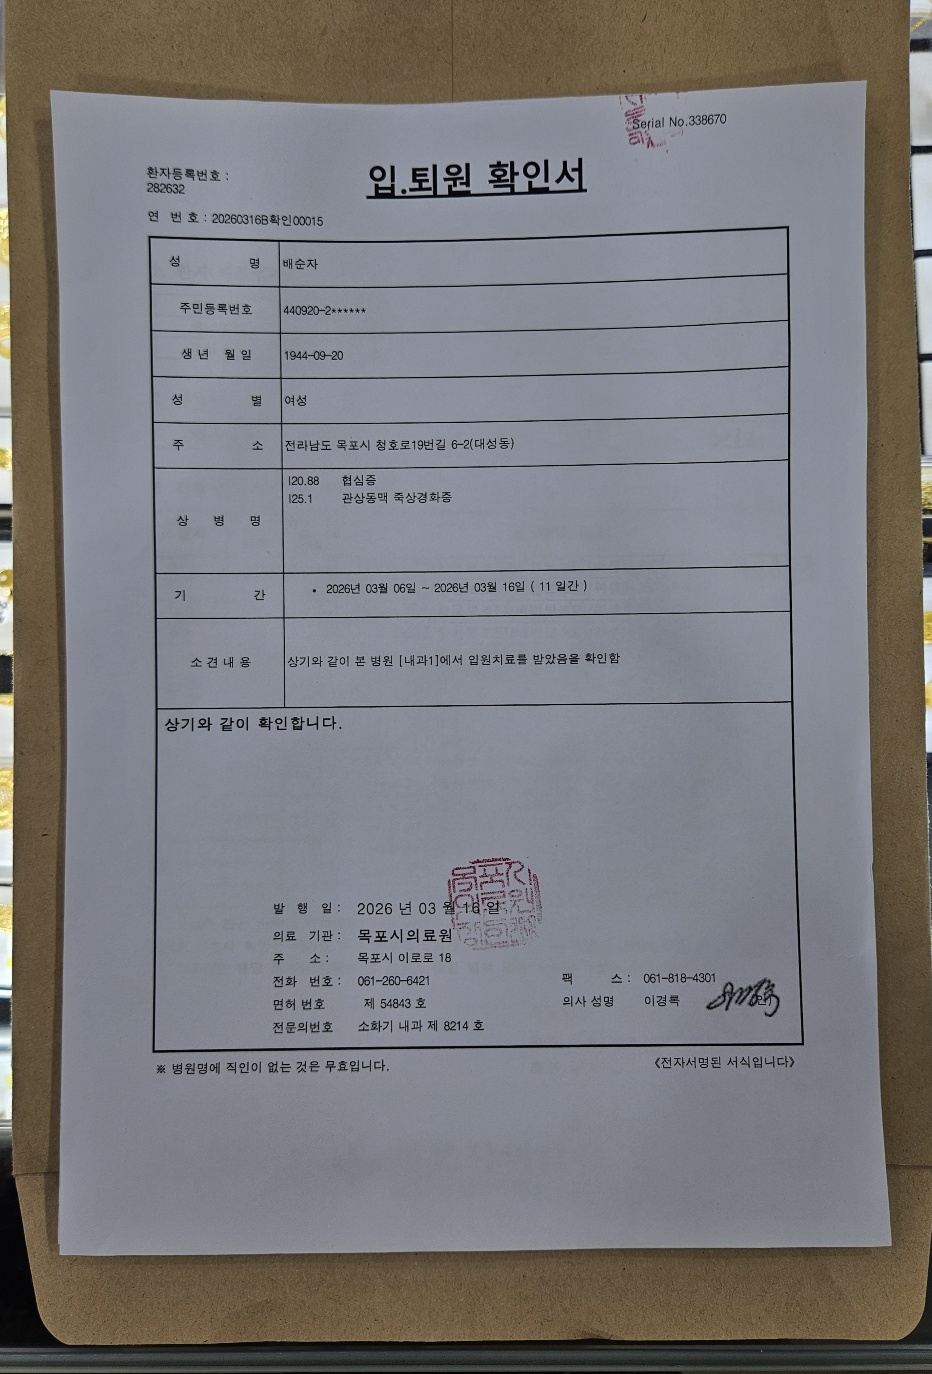 Serial No.338670
환자등록번호 :
282632
입.퇴원 확인서
연 번 호 : 20260316B확인00015
성 명 배순자
주민등록번호 440920-2******
생년 월일 1944-09-20
성 별 여성
주 소 전라남도 목포시 청호로19번길 6-2(대성동)
상 병 명
I20.88 협심증
I25.1 관상동맥 죽상경화증
기 간 • 2026년 03월 06일 ~ 2026년 03월 16일 ( 11 일간 )
소견내용 상기와 같이 본 병원 [내과1]에서 입원치료를 받았음을 확인함
상기와 같이 확인합니다.
발 행 일 : 2026 년 03 월 16 일
의료 기관 : 목포시의료원
주 소 : 목포시 이로로 18
전화 번호 : 061-260-6421 팩 스 : 061-818-4301
면허 번호 제 54843 호 의사 성명 이경록
전문의번호 소화기 내과 제 8214 호
※ 병원명에 직인이 없는 것은 무효입니다. 《전자서명된 서식입니다》